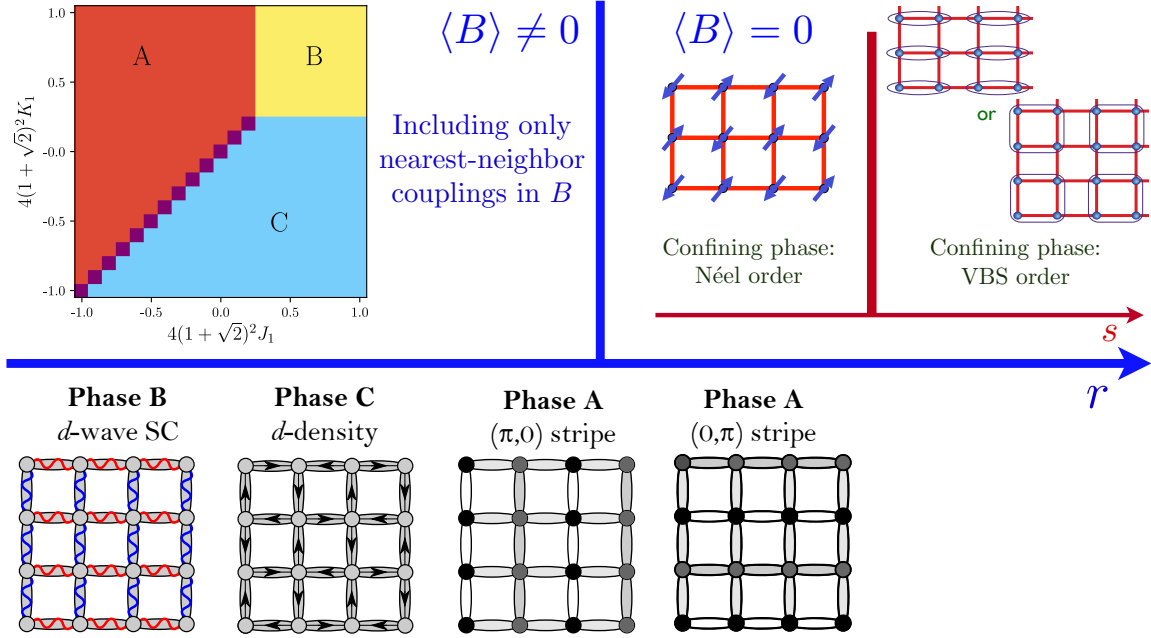 1.0
0.5
-0.0
-0.5
-1.0
4(1 + √2)²K₁
A
B
C
-1.0
-0.5
0.0
0.5
1.0
4(1 + √2)²J₁
⟨B⟩ ≠ 0
Including only
nearest-neighbor
couplings in B
⟨B⟩ = 0
Confining phase:
Néel order
or
Confining phase:
VBS order
s
r
Phase B
d-wave SC
Phase C
d-density
Phase A
(π,0) stripe
Phase A
(0,π) stripe